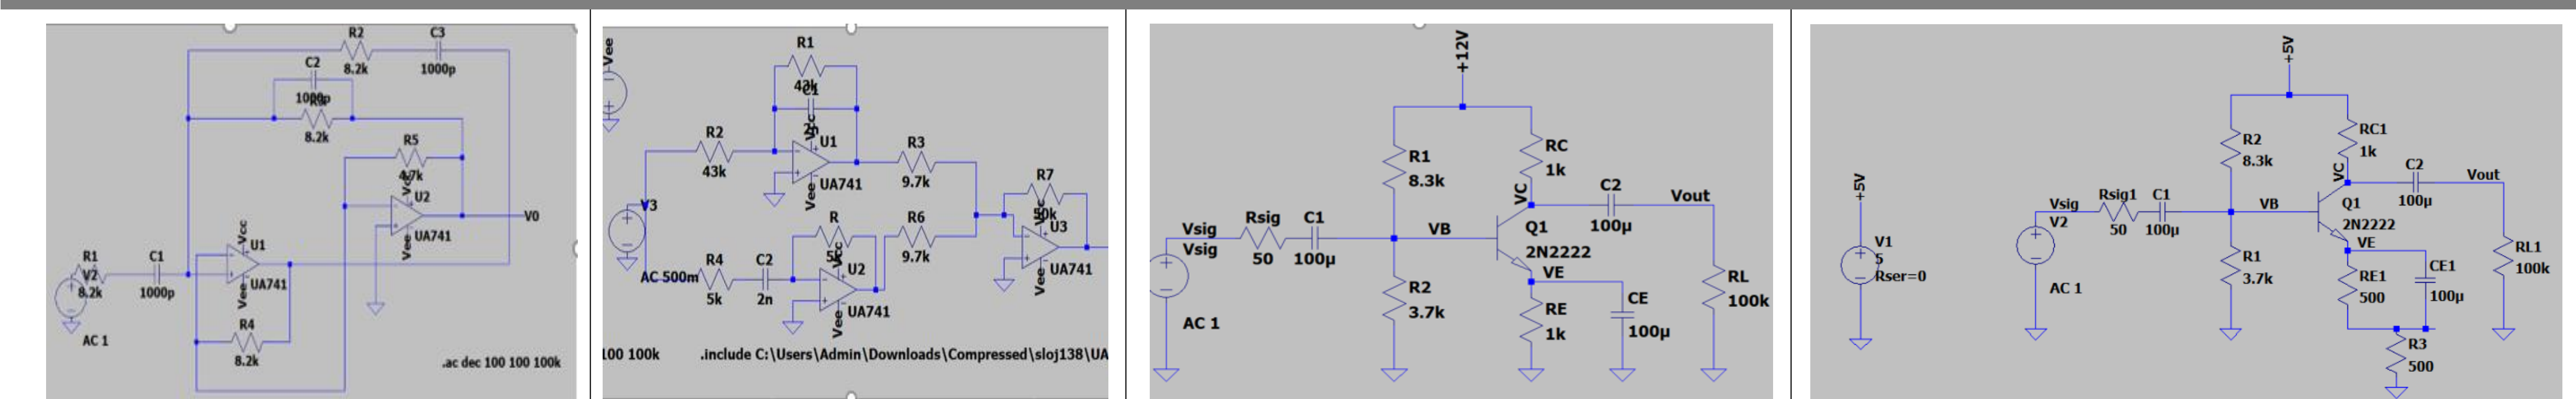 R2
8.2k
C3
1000p
C2
1000p
8.2k
R5
4.7k
Vcc
U2
UA741
Vee
V0
Vcc
U1
UA741
Vee
R1
V2
8.2k
C1
1000p
AC 1
R4
8.2k
.ac dec 100 100 100k
Vee
R1
43k
C1
2n
Vcc
U1
UA741
Vee
R2
43k
R3
9.7k
V3
AC 500m
R4
5k
C2
2n
R
5k
Vcc
U2
UA741
Vee
R6
9.7k
R7
50k
Vcc
U3
UA741
Vee
100 100k
.include C:\Users\Admin\Downloads\Compressed\sloj138\UA
+12V
R1
8.3k
RC
1k
VC
C2
100µ
Vout
Vsig
Vsig
Rsig
50
C1
100µ
VB
Q1
2N2222
VE
R2
3.7k
RE
1k
CE
100µ
RL
100k
AC 1
+5V
+5V
V1
5
Rser=0
R2
8.3k
RC1
1k
VC
C2
100µ
Vout
Vsig
V2
Rsig1
50
C1
100µ
VB
Q1
2N2222
VE
AC 1
R1
3.7k
RE1
500
CE1
100µ
RL1
100k
R3
500